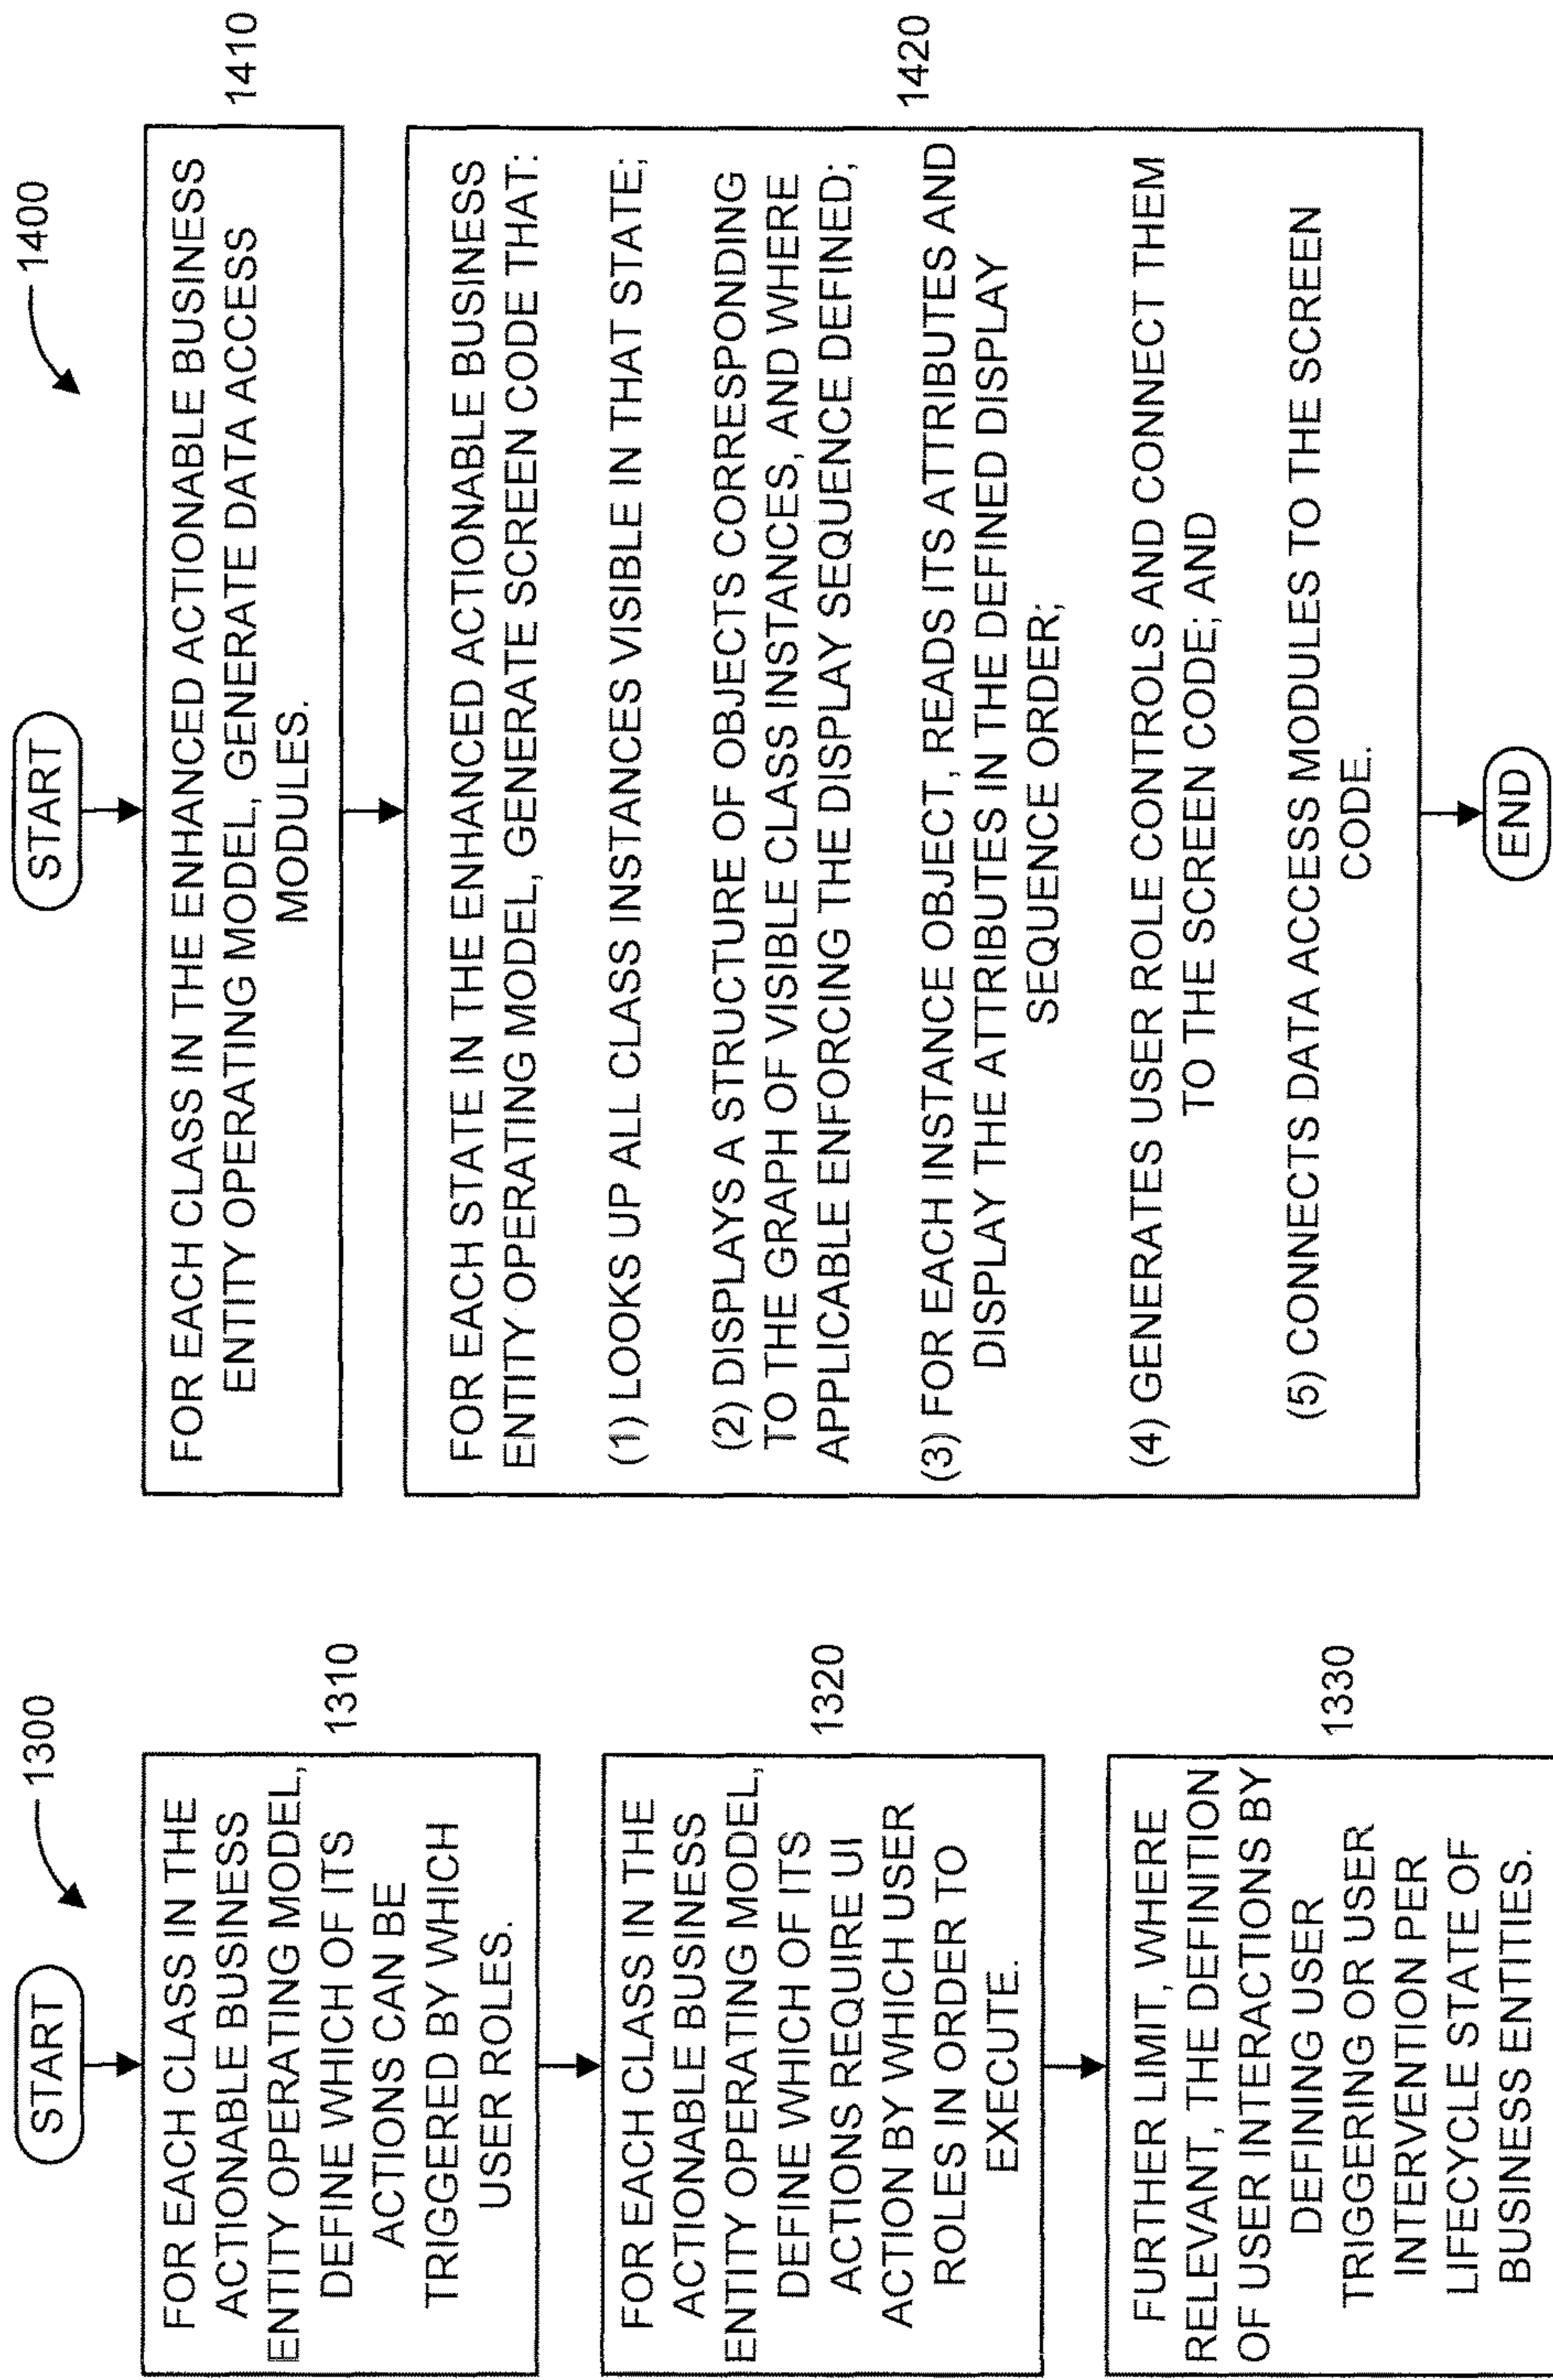 1300
START
FOR EACH CLASS IN THE
ACTIONABLE BUSINESS
ENTITY OPERATING MODEL,
DEFINE WHICH OF ITS
ACTIONS CAN BE
TRIGGERED BY WHICH
USER ROLES.
1310
FOR EACH CLASS IN THE
ACTIONABLE BUSINESS
ENTITY OPERATING MODEL,
DEFINE WHICH OF ITS
ACTIONS REQUIRE UI
ACTION BY WHICH USER
ROLES IN ORDER TO
EXECUTE.
1320
FURTHER LIMIT, WHERE
RELEVANT, THE DEFINITION
OF USER INTERACTIONS BY
DEFINING USER
TRIGGERING OR USER
INTERVENTION PER
LIFECYCLE STATE OF
BUSINESS ENTITIES.
1330
1400
START
FOR EACH CLASS IN THE ENHANCED ACTIONABLE BUSINESS
ENTITY OPERATING MODEL, GENERATE DATA ACCESS
MODULES.
1410
FOR EACH STATE IN THE ENHANCED ACTIONABLE BUSINESS
ENTITY OPERATING MODEL, GENERATE SCREEN CODE THAT:
(1) LOOKS UP ALL CLASS INSTANCES VISIBLE IN THAT STATE;
(2) DISPLAYS A STRUCTURE OF OBJECTS CORRESPONDING
TO THE GRAPH OF VISIBLE CLASS INSTANCES, AND WHERE
APPLICABLE ENFORCING THE DISPLAY SEQUENCE DEFINED;
(3) FOR EACH INSTANCE OBJECT, READS ITS ATTRIBUTES AND
DISPLAY THE ATTRIBUTES IN THE DEFINED DISPLAY
SEQUENCE ORDER;
(4) GENERATES USER ROLE CONTROLS AND CONNECT THEM
TO THE SCREEN CODE; AND
(5) CONNECTS DATA ACCESS MODULES TO THE SCREEN
CODE.
1420
END